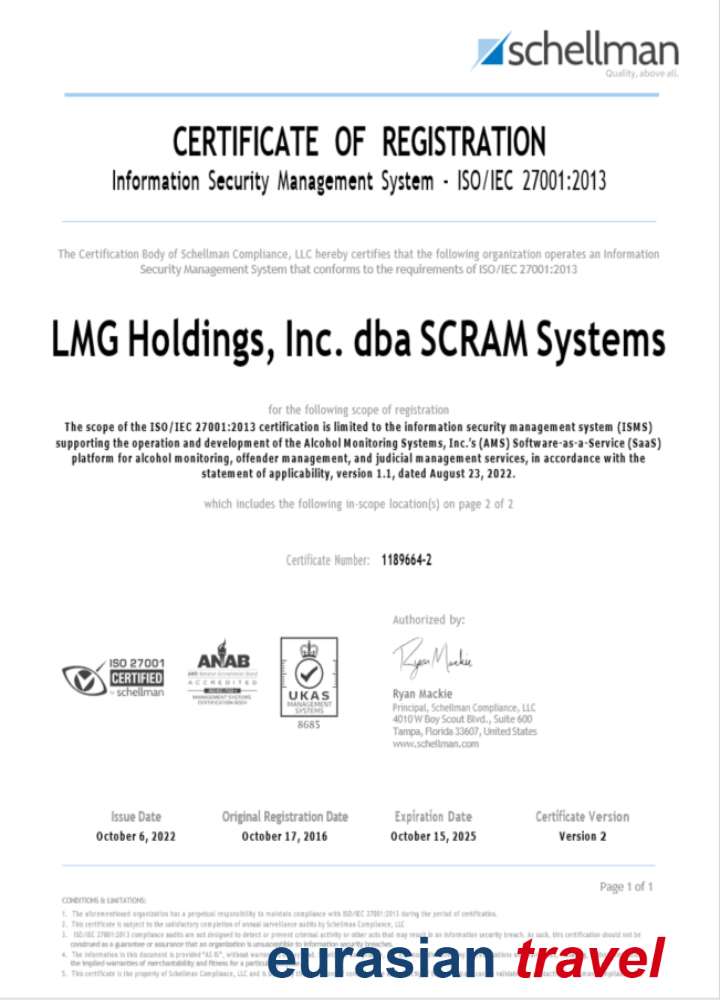 schellman
Quality, above all.
CERTIFICATE OF REGISTRATION
Information Security Management System - ISO/IEC 27001:2013
The Certification Body of Schellman Compliance, LLC hereby certifies that the following organization operates an Information
Security Management System that conforms to the requirements of ISO/IEC 27001:2013
LMG Holdings, Inc. dba SCRAM Systems
for the following scope of registration
The scope of the ISO/IEC 27001:2013 certification is limited to the information security management system (ISMS)
supporting the operation and development of the Alcohol Monitoring Systems, Inc.'s (AMS) Software-as-a-Service (SaaS)
platform for alcohol monitoring, offender management, and judicial management services, in accordance with the
statement of applicability, version 1.1, dated August 23, 2022.
which includes the following in-scope location(s) on page 2 of 2
Certificate Number: 1189664-2
Authorized by:
Ryan Mackie
ISO 27001
CERTIFIED
by schellman
ANAB
ACCREDITED
MANAGEMENT SYSTEMS
CERTIFICATION BODY
UKAS
MANAGEMENT
SYSTEMS
8685
Ryan Mackie
Principal, Schellman Compliance, LLC
4010 W Boy Scout Blvd., Suite 600
Tampa, Florida 33607, United States
www.schellman.com
Issue Date Original Registration Date Expiration Date Certificate Version
October 6, 2022 October 17, 2016 October 15, 2025 Version 2
Page 1 of 1
CONDITIONS & LIMITATIONS:
1. The aforementioned organization has a perpetual responsibility to maintain compliance with ISO/IEC 27001:2013 during the period of certification.
2. This certificate is subject to the satisfactory completion of annual surveillance audits by Schellman Compliance, LLC
3. ISO/IEC 27001:2013 compliance audits are not designed to detect or prevent criminal activity or other acts that may result in an information security breach. As such, this certification should not be
construed as a guarantee or assurance that an organization is unsusceptible to information security breaches.
4. The information in this document is provided "AS IS", without
the implied warranties of merchantability and fitness for a
5. This certificate is the property of Schellman Compliance, LLC and is
eurasian travel